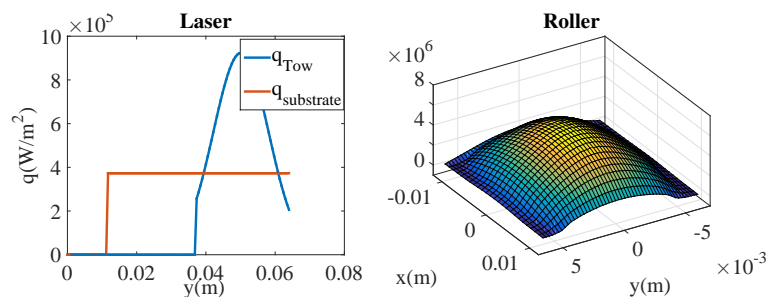 Laser
×10^5
10
8
6
4
2
0
q(W/m^2)
0
0.02
0.04
0.06
0.08
y(m)
q_Tow
q_substrate
Roller
×10^6
8
4
0
-0.01
0
0.01
x(m)
5
0
-5
×10^-3
y(m)